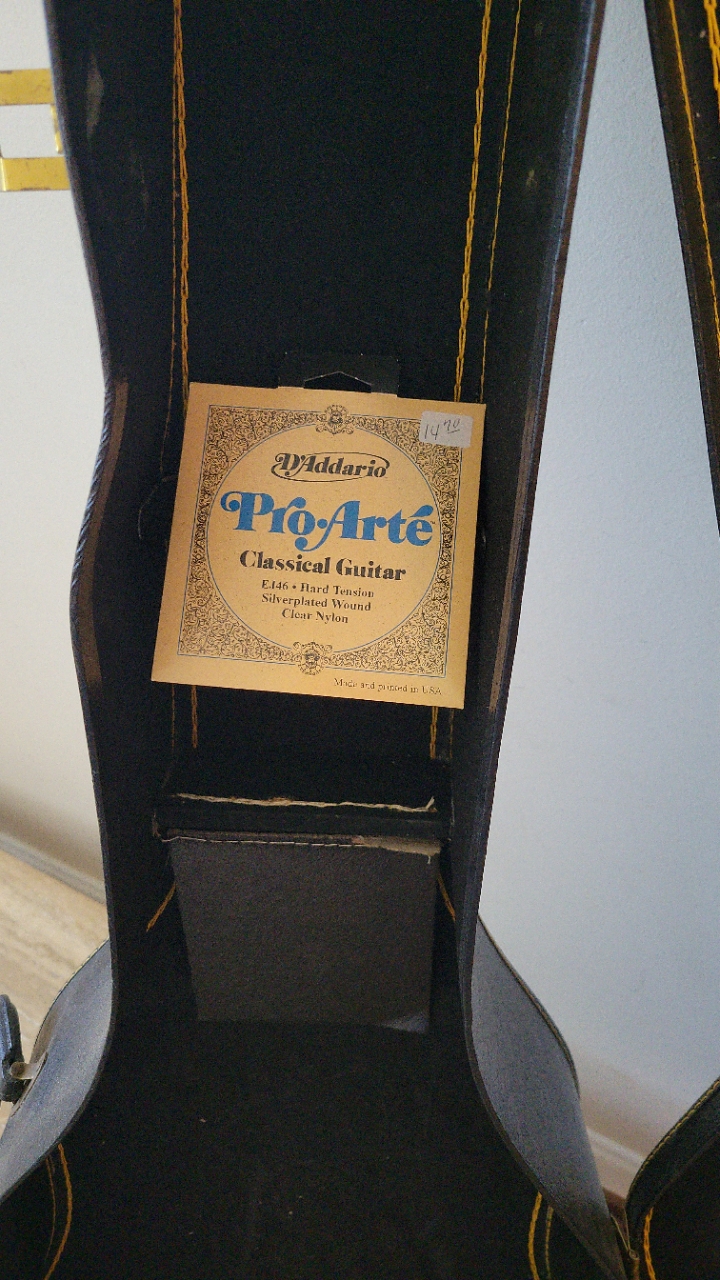 14 70
D'Addario
Pro·Arté
Classical Guitar
EJ46 • Hard Tension
Silverplated Wound
Clear Nylon
Made and printed in USA